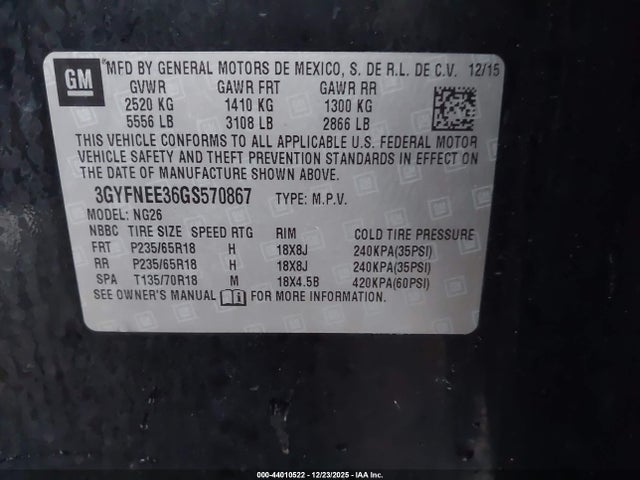 GM
MFD BY GENERAL MOTORS DE MEXICO, S. DE R.L. DE C.V. 12/15
GVWR GAWR FRT GAWR RR
2520 KG 1410 KG 1300 KG
5556 LB 3108 LB 2866 LB
THIS VEHICLE CONFORMS TO ALL APPLICABLE U.S. FEDERAL MOTOR
VEHICLE SAFETY AND THEFT PREVENTION STANDARDS IN EFFECT ON
THE DATE OF MANUFACTURE SHOWN ABOVE.
3GYFNEE36GS570867 TYPE: M.P.V.
MODEL: NG26
NBBC TIRE SIZE SPEED RTG RIM COLD TIRE PRESSURE
FRT P235/65R18 H 18X8J 240KPA(35PSI)
RR P235/65R18 H 18X8J 240KPA(35PSI)
SPA T135/70R18 M 18X4.5B 420KPA(60PSI)
SEE OWNER'S MANUAL FOR MORE INFORMATION.
000-44010522 - 12/23/2025 - IAA Inc.